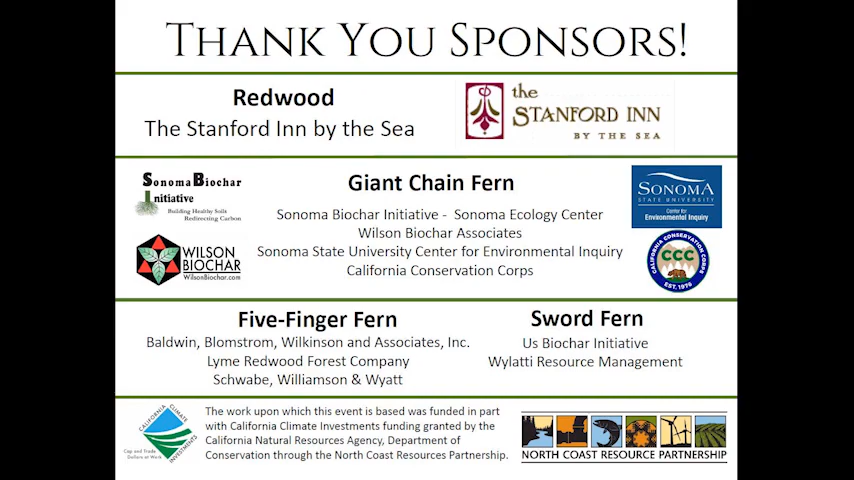 THANK YOU SPONSORS!
Redwood
The Stanford Inn by the Sea
the
STANFORD INN
BY THE SEA
Sonoma Biochar
Initiative
Building Healthy Soil
Redirecting Carbon
Giant Chain Fern
Sonoma Biochar Initiative - Sonoma Ecology Center
Wilson Biochar Associates
Sonoma State University Center for Environmental Inquiry
California Conservation Corps
SONOMA
STATE UNIVERSITY
Center for
Environmental Inquiry
WILSON
BIOCHAR
WilsonBiochar.com
CALIFORNIA CONSERVATION CORPS
CCC
EST. 1976
Five-Finger Fern
Baldwin, Blomstrom, Wilkinson and Associates, Inc.
Lyme Redwood Forest Company
Schwabe, Williamson & Wyatt
Sword Fern
Us Biochar Initiative
Wylatti Resource Management
CALIFORNIA CLIMATE
INVESTMENTS
Cap and Trade
Dollars at Work
The work upon which this event is based was funded in part
with California Climate Investments funding granted by the
California Natural Resources Agency, Department of
Conservation through the North Coast Resources Partnership.
NORTH COAST RESOURCE PARTNERSHIP